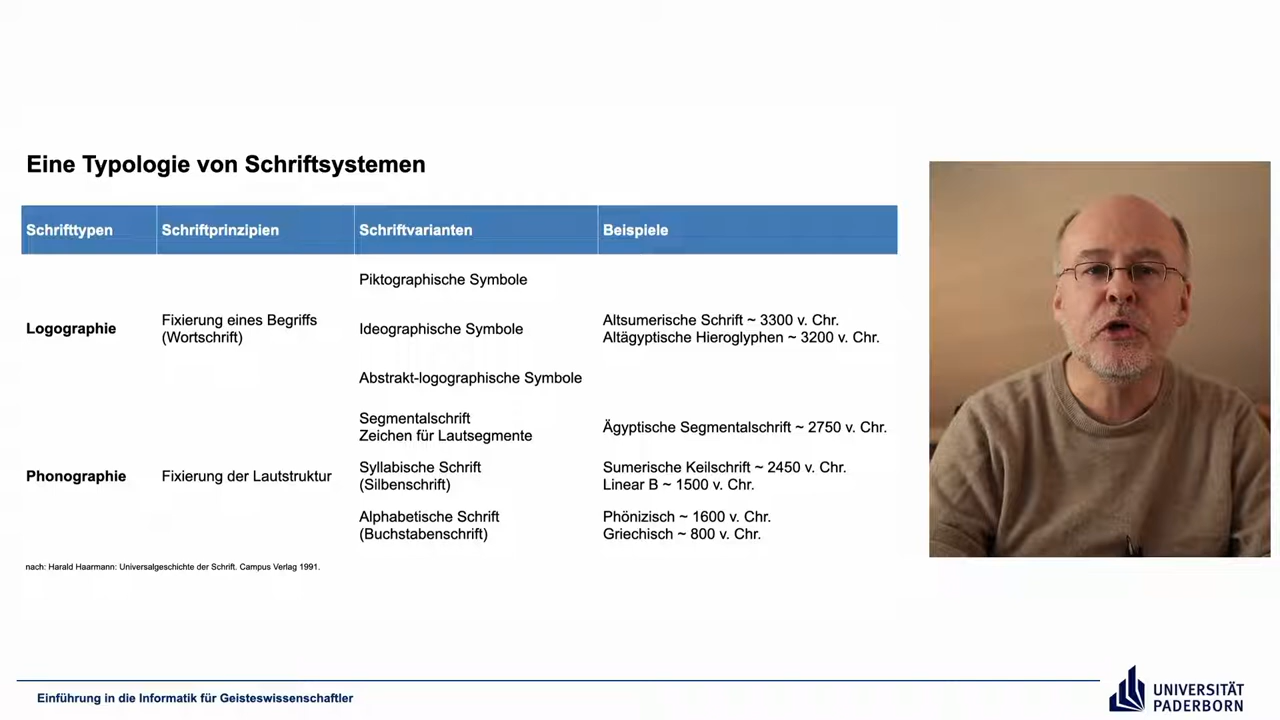 Eine Typologie von Schriftsystemen
Schrifttypen Schriftprinzipien Schriftvarianten Beispiele
Piktographische Symbole
Logographie
Fixierung eines Begriffs
(Wortschrift)
Ideographische Symbole
Altsumerische Schrift ~ 3300 v. Chr.
Altägyptische Hieroglyphen ~ 3200 v. Chr.
Abstrakt-logographische Symbole
Segmentalschrift
Zeichen für Lautsegmente
Ägyptische Segmentalschrift ~ 2750 v. Chr.
Phonographie
Fixierung der Lautstruktur
Syllabische Schrift
(Silbenschrift)
Sumerische Keilschrift ~ 2450 v. Chr.
Linear B ~ 1500 v. Chr.
Alphabetische Schrift
(Buchstabenschrift)
Phönizisch ~ 1600 v. Chr.
Griechisch ~ 800 v. Chr.
nach: Harald Haarmann: Universalgeschichte der Schrift. Campus Verlag 1991.
Einführung in die Informatik für Geisteswissenschaftler
UNIVERSITÄT
PADERBORN